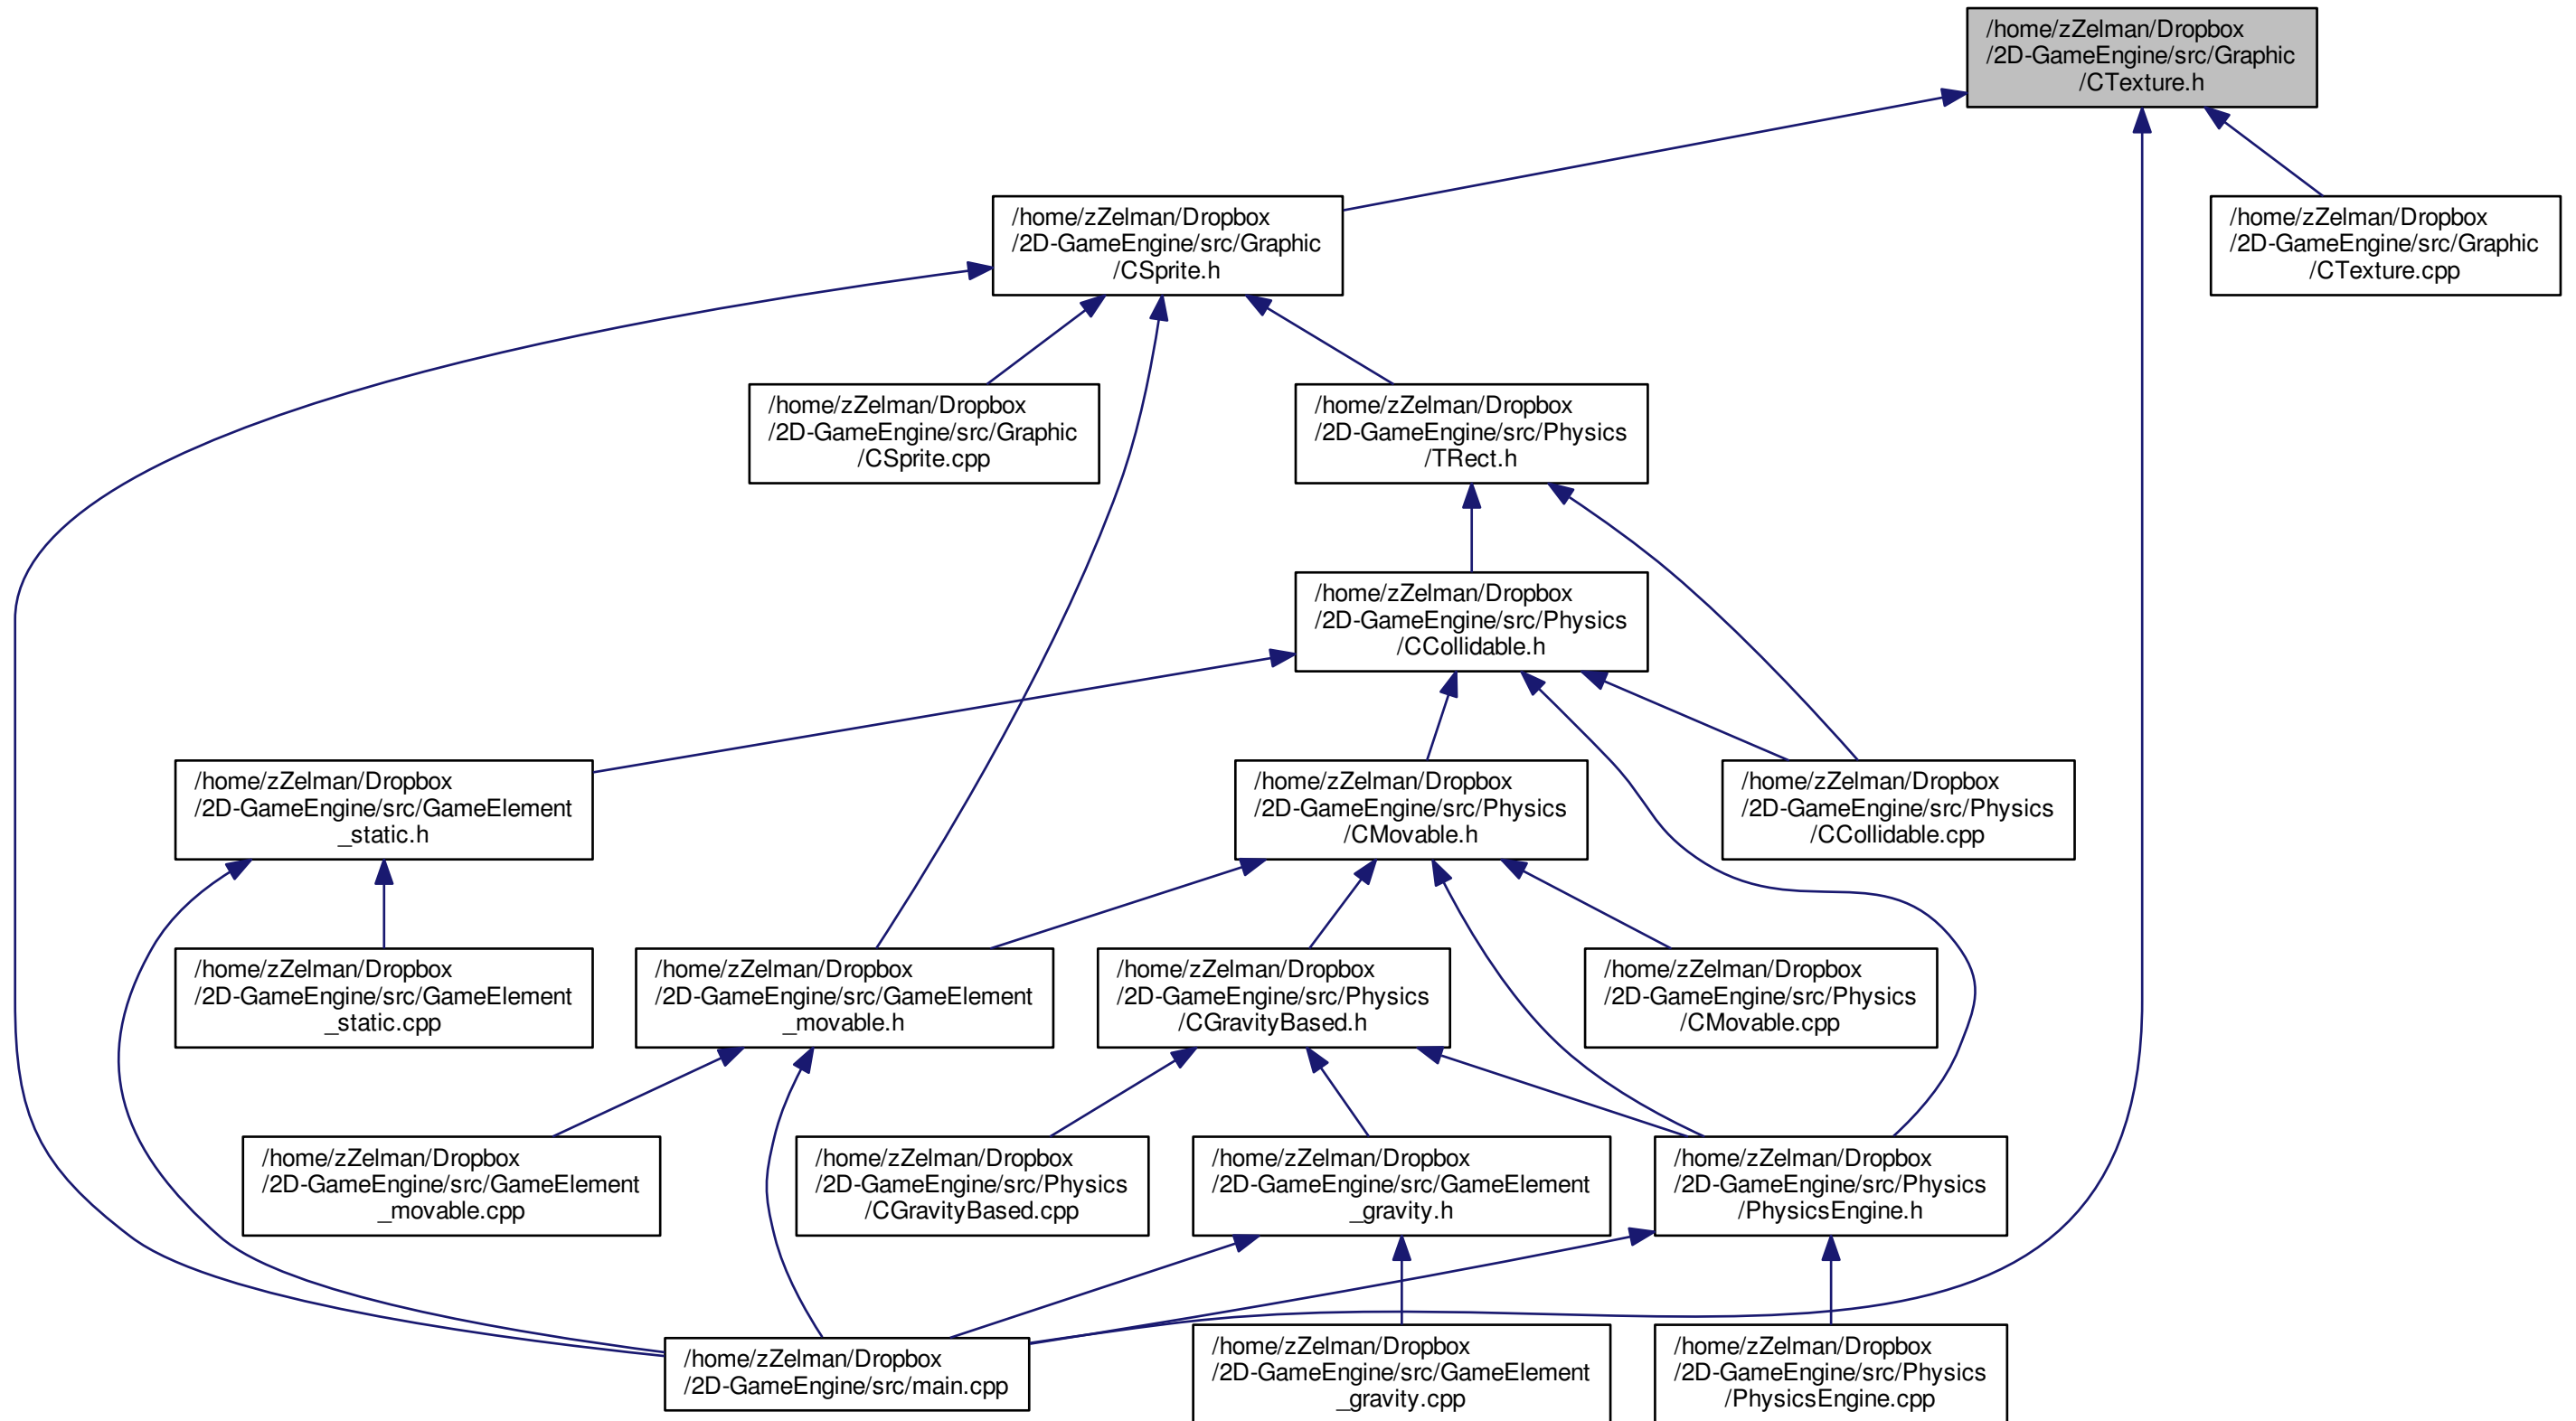 /home/zZelman/Dropbox
/2D-GameEngine/src/Graphic
/CTexture.h
/home/zZelman/Dropbox
/2D-GameEngine/src/Graphic
/CSprite.h
/home/zZelman/Dropbox
/2D-GameEngine/src/Graphic
/CTexture.cpp
/home/zZelman/Dropbox
/2D-GameEngine/src/Graphic
/CSprite.cpp
/home/zZelman/Dropbox
/2D-GameEngine/src/Physics
/TRect.h
/home/zZelman/Dropbox
/2D-GameEngine/src/Physics
/CCollidable.h
/home/zZelman/Dropbox
/2D-GameEngine/src/GameElement
_static.h
/home/zZelman/Dropbox
/2D-GameEngine/src/Physics
/CMovable.h
/home/zZelman/Dropbox
/2D-GameEngine/src/Physics
/CCollidable.cpp
/home/zZelman/Dropbox
/2D-GameEngine/src/GameElement
_static.cpp
/home/zZelman/Dropbox
/2D-GameEngine/src/GameElement
_movable.h
/home/zZelman/Dropbox
/2D-GameEngine/src/Physics
/CGravityBased.h
/home/zZelman/Dropbox
/2D-GameEngine/src/Physics
/CMovable.cpp
/home/zZelman/Dropbox
/2D-GameEngine/src/GameElement
_movable.cpp
/home/zZelman/Dropbox
/2D-GameEngine/src/Physics
/CGravityBased.cpp
/home/zZelman/Dropbox
/2D-GameEngine/src/GameElement
_gravity.h
/home/zZelman/Dropbox
/2D-GameEngine/src/Physics
/PhysicsEngine.h
/home/zZelman/Dropbox
/2D-GameEngine/src/main.cpp
/home/zZelman/Dropbox
/2D-GameEngine/src/GameElement
_gravity.cpp
/home/zZelman/Dropbox
/2D-GameEngine/src/Physics
/PhysicsEngine.cpp